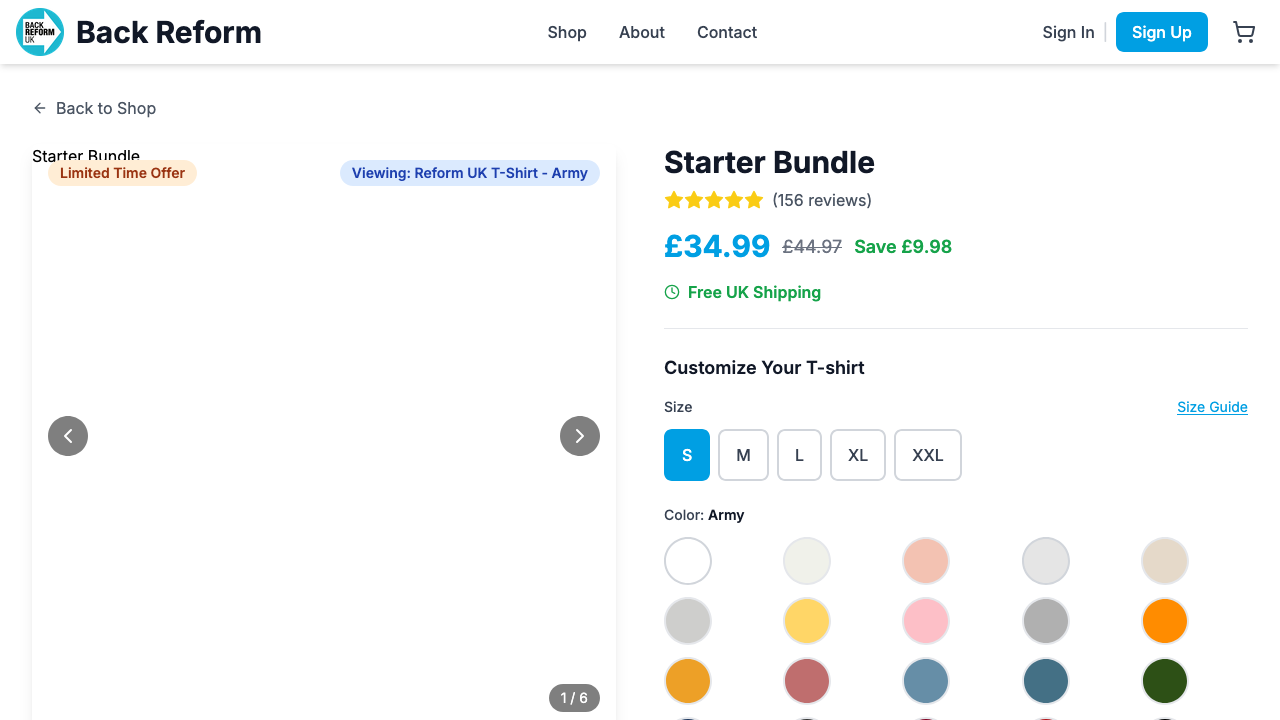 BACK
REFORM
UK
Back Reform
Shop
About
Contact
Sign In
Sign Up
Back to Shop
Starter Bundle
Limited Time Offer
Viewing: Reform UK T-Shirt - Army
1 / 6
Starter Bundle
(156 reviews)
£34.99 £44.97 Save £9.98
Free UK Shipping
Customize Your T-shirt
Size
Size Guide
S
M
L
XL
XXL
Color: Army